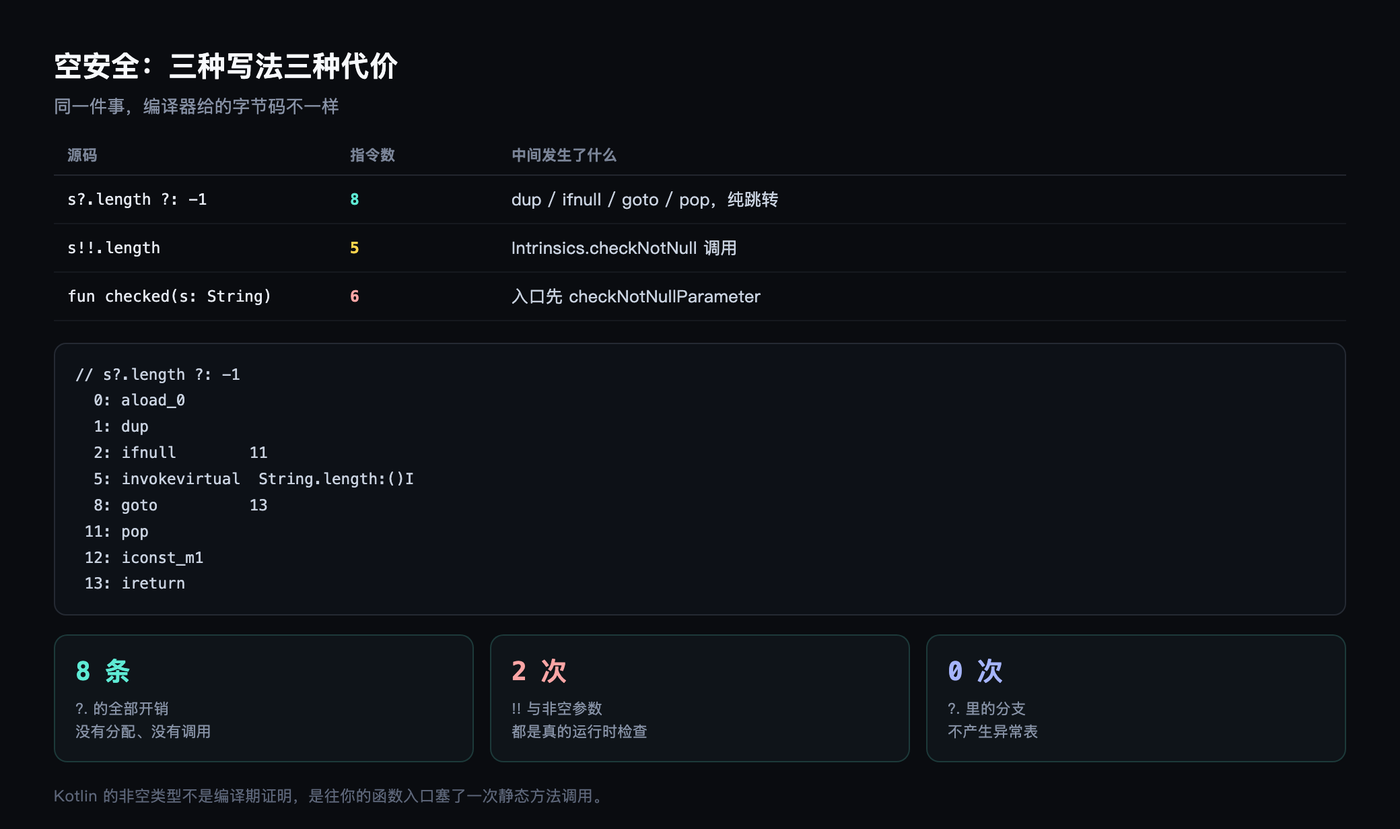 空安全：三种写法三种代价
同一件事，编译器给的字节码不一样
源码 指令数 中间发生了什么
s?.length ?: -1 8 dup / ifnull / goto / pop，纯跳转
s!!.length 5 Intrinsics.checkNotNull 调用
fun checked(s: String) 6 入口先 checkNotNullParameter
// s?.length ?: -1
0: aload_0
1: dup
2: ifnull 11
5: invokevirtual String.length:()I
8: goto 13
11: pop
12: iconst_m1
13: ireturn
8 条
?. 的全部开销
没有分配、没有调用
2 次
!! 与非空参数
都是真的运行时检查
0 次
?. 里的分支
不产生异常表
Kotlin 的非空类型不是编译期证明，是往你的函数入口塞了一次静态方法调用。